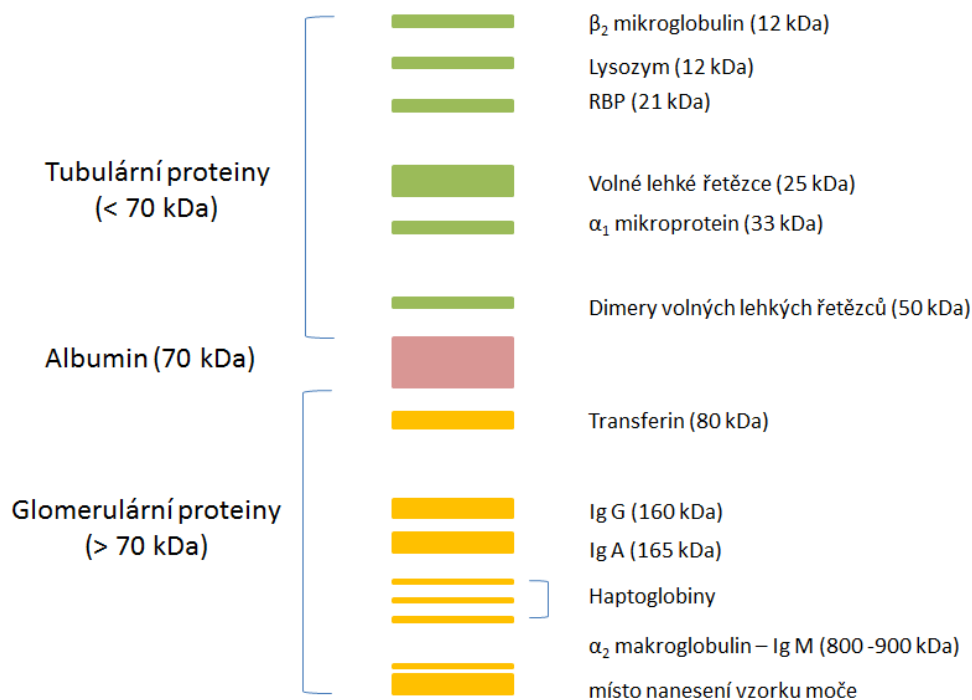 β₂ mikroglobulin (12 kDa)
Lysozym (12 kDa)
RBP (21 kDa)
Tubulární proteiny
(< 70 kDa)
Volné lehké řetězce (25 kDa)
α₁ mikroprotein (33 kDa)
Dimery volných lehkých řetězců (50 kDa)
Albumin (70 kDa)
Transferin (80 kDa)
Glomerulární proteiny
(> 70 kDa)
Ig G (160 kDa)
Ig A (165 kDa)
Haptoglobiny
α₂ makroglobulin – Ig M (800 -900 kDa)
místo nanesení vzorku moče